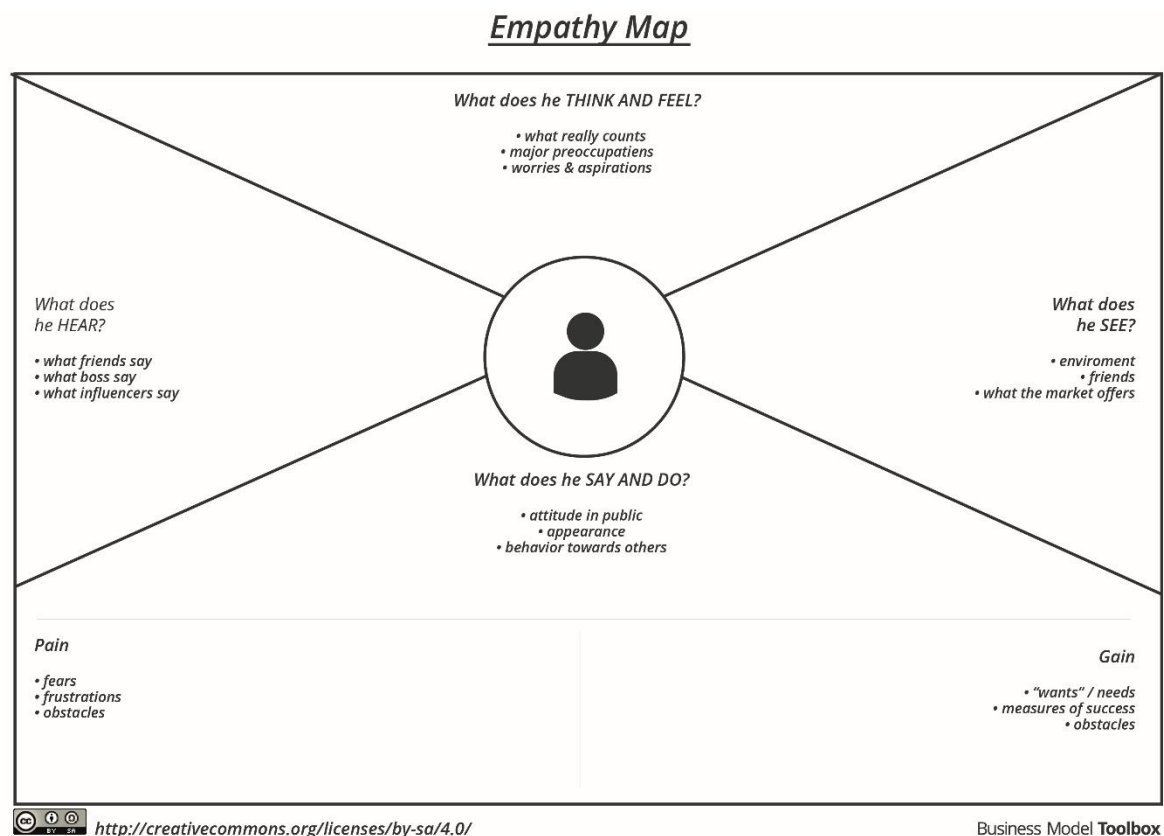 Empathy Map
What does he THINK AND FEEL?
• what really counts
• major preoccupatiens
• worries & aspirations
What does
he HEAR?
• what friends say
• what boss say
• what influencers say
What does
he SEE?
• enviroment
• friends
• what the market offers
What does he SAY AND DO?
• attitude in public
• appearance
• behavior towards others
Pain
• fears
• frustrations
• obstacles
Gain
• “wants” / needs
• measures of success
• obstacles
cc BY SA
http://creativecommons.org/licenses/by-sa/4.0/
Business Model Toolbox